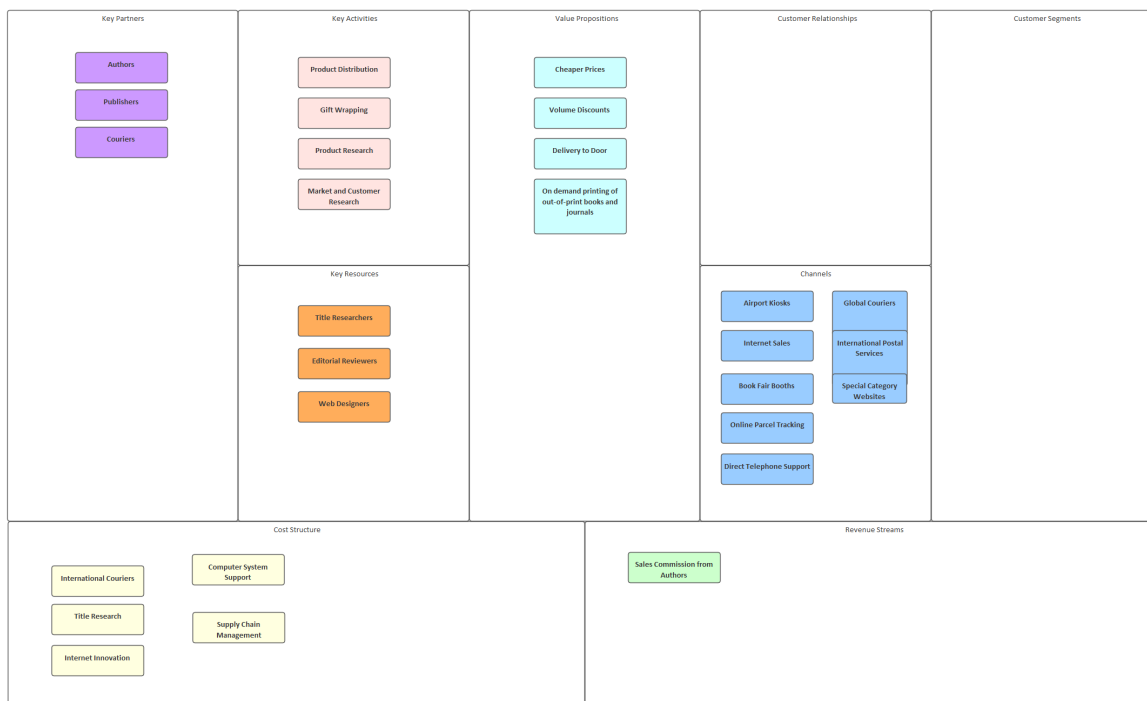 Key Partners
Authors
Publishers
Couriers
Key Activities
Product Distribution
Gift Wrapping
Product Research
Market and Customer
Research
Key Resources
Title Researchers
Editorial Reviewers
Web Designers
Value Propositions
Cheaper Prices
Volume Discounts
Delivery to Door
On demand printing of
out-of-print books and
journals
Customer Relationships
Channels
Airport Kiosks
Internet Sales
Book Fair Booths
Online Parcel Tracking
Direct Telephone Support
Global Couriers
International Postal
Services
Special Category
Websites
Customer Segments
Cost Structure
International Couriers
Title Research
Internet Innovation
Computer System
Support
Supply Chain
Management
Revenue Streams
Sales Commission from
Authors